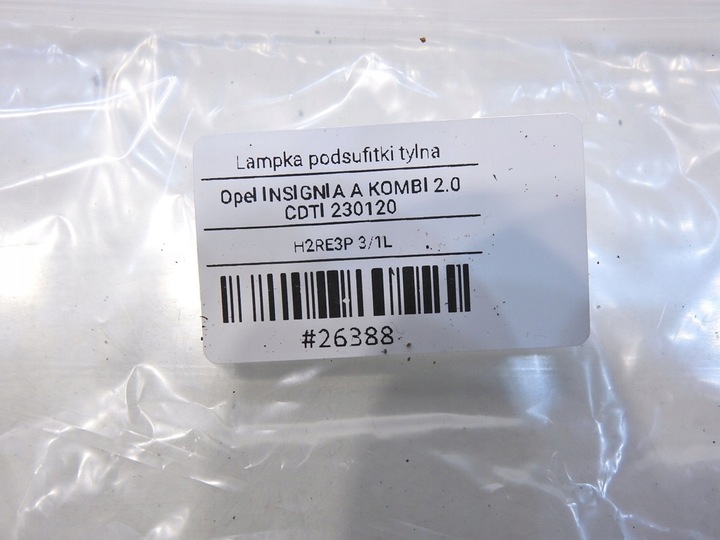 Lampka podsufitki tylna
Opel INSIGNIA A KOMBI 2.0
CDTI 230120
H2RE3P 3/1L
#26388